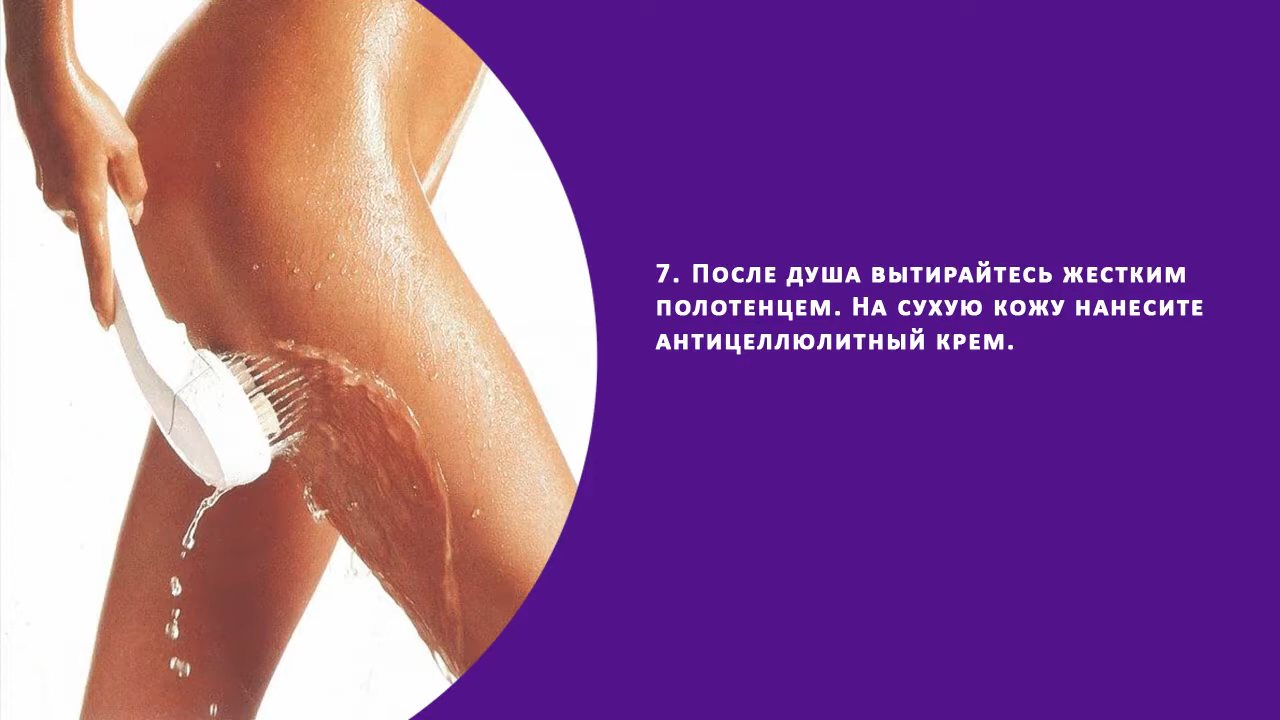 7. После душа вытирайтесь жестким
полотенцем. На сухую кожу нанесите
антицеллюлитный крем.